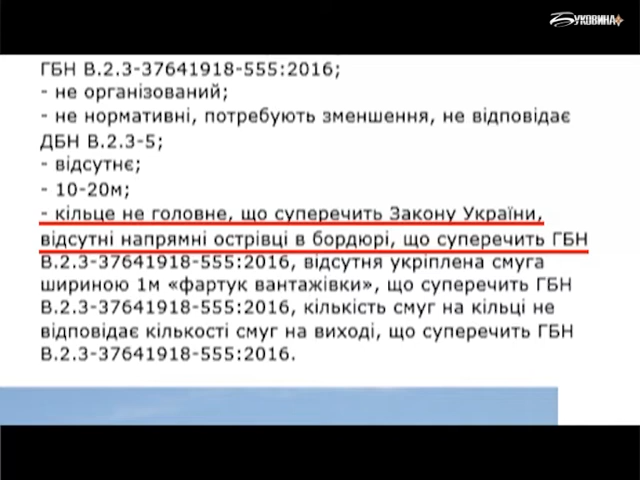 БУКОВИНА
ГБН В.2.3-37641918-555:2016;
- не організований;
- не нормативні, потребують зменшення, не відповідає
ДБН В.2.3-5;
- відсутнє;
- 10-20м;
- кільце не головне, що суперечить Закону України,
відсутні напрямні острівці в бордюрі, що суперечить ГБН
В.2.3-37641918-555:2016, відсутня укріплена смуга
шириною 1м «фартук вантажівки», що суперечить ГБН
В.2.3-37641918-555:2016, кількість смуг на кільці не
відповідає кількості смуг на виході, що суперечить ГБН
В.2.3-37641918-555:2016.